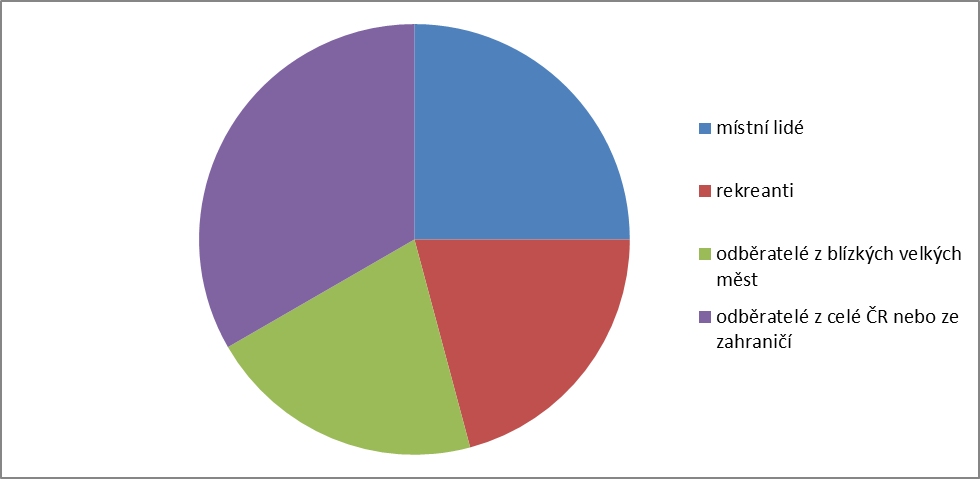 místní lidé
rekreanti
odběratelé z blízkých velkých
měst
odběratelé z celé ČR nebo ze
zahraničí